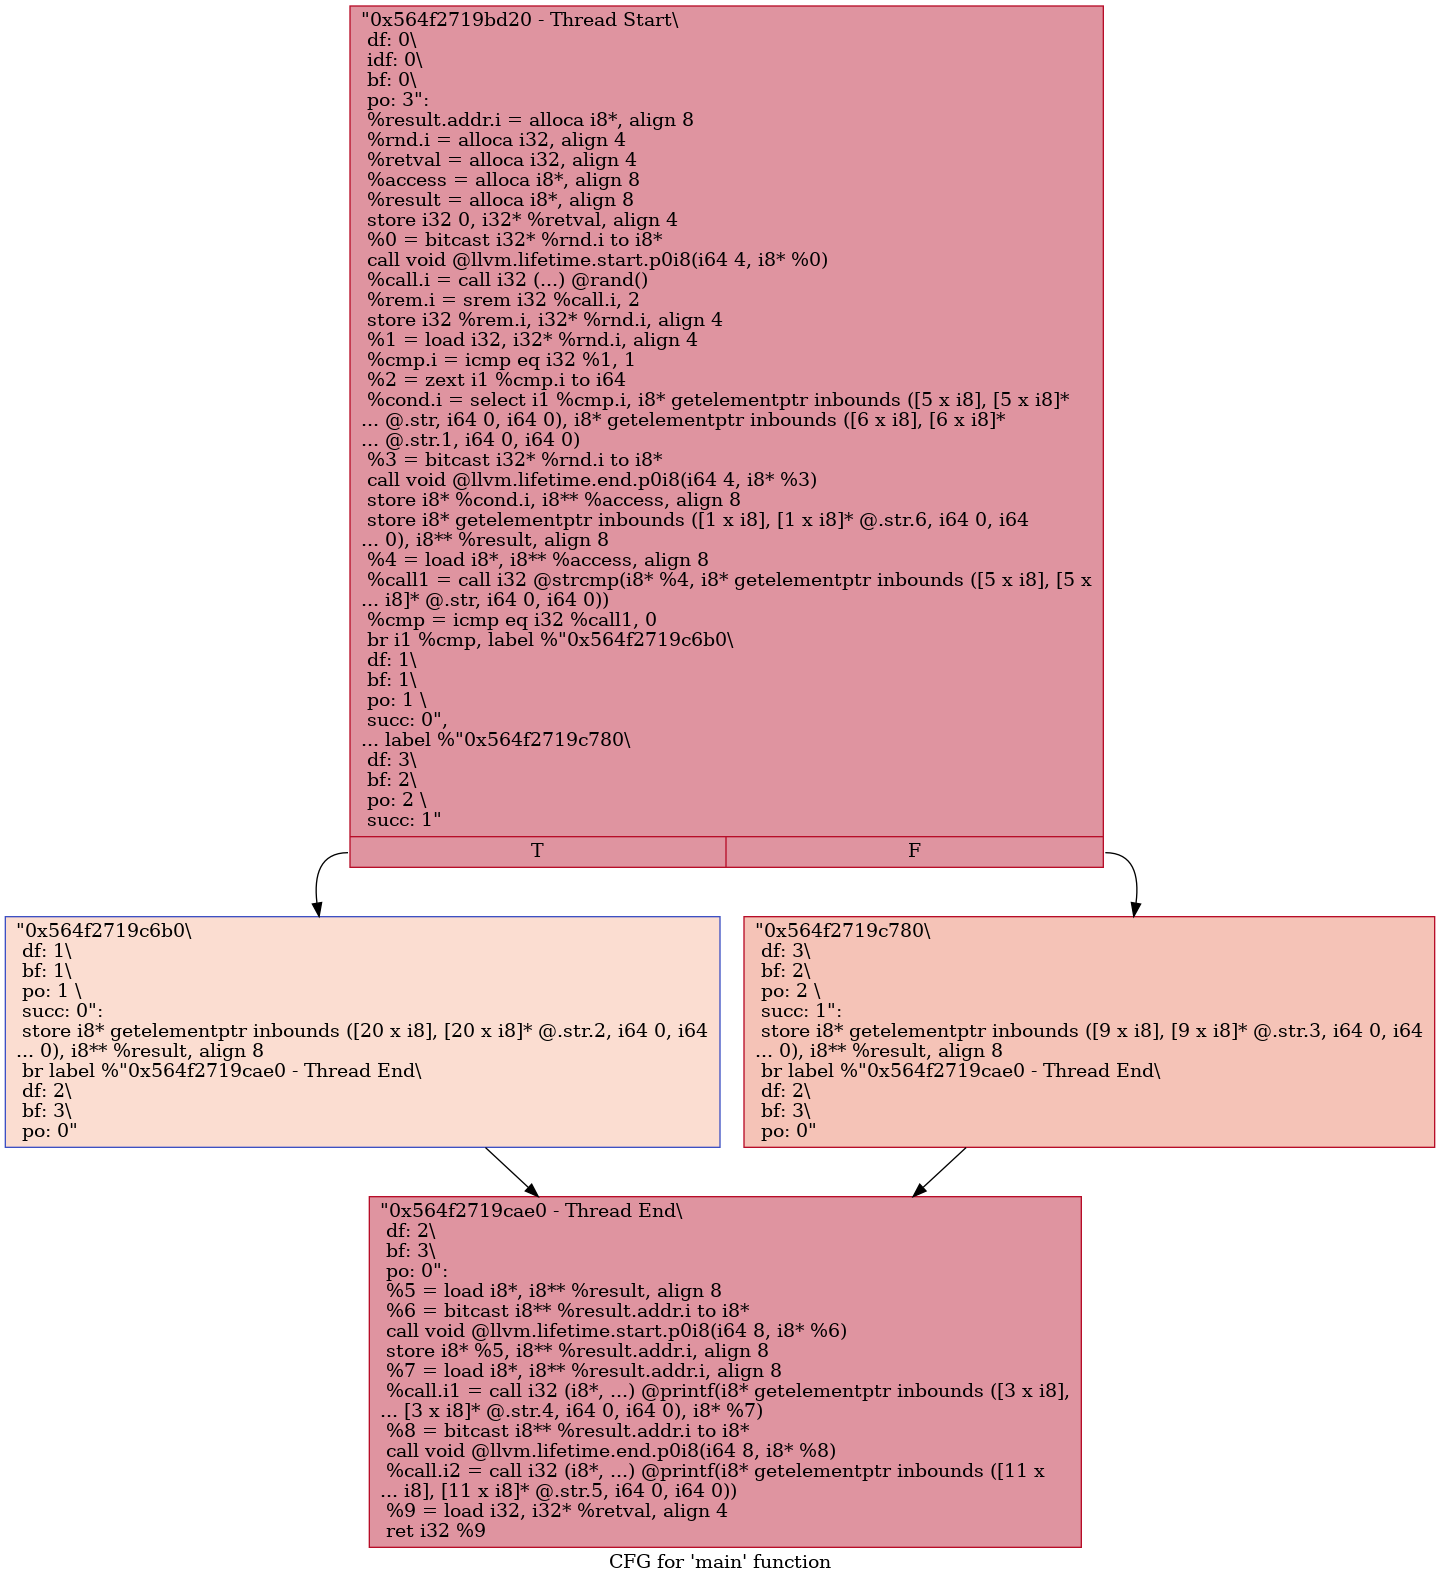 "0x564f2719bd20 - Thread Start\
df: 0\
idf: 0\
bf: 0\
po: 3":
%result.addr.i = alloca i8*, align 8
%rnd.i = alloca i32, align 4
%retval = alloca i32, align 4
%access = alloca i8*, align 8
%result = alloca i8*, align 8
store i32 0, i32* %retval, align 4
%0 = bitcast i32* %rnd.i to i8*
call void @llvm.lifetime.start.p0i8(i64 4, i8* %0)
%call.i = call i32 (...) @rand()
%rem.i = srem i32 %call.i, 2
store i32 %rem.i, i32* %rnd.i, align 4
%1 = load i32, i32* %rnd.i, align 4
%cmp.i = icmp eq i32 %1, 1
%2 = zext i1 %cmp.i to i64
%cond.i = select i1 %cmp.i, i8* getelementptr inbounds ([5 x i8], [5 x i8]*
... @.str, i64 0, i64 0), i8* getelementptr inbounds ([6 x i8], [6 x i8]*
... @.str.1, i64 0, i64 0)
%3 = bitcast i32* %rnd.i to i8*
call void @llvm.lifetime.end.p0i8(i64 4, i8* %3)
store i8* %cond.i, i8** %access, align 8
store i8* getelementptr inbounds ([1 x i8], [1 x i8]* @.str.6, i64 0, i64
... 0), i8** %result, align 8
%4 = load i8*, i8** %access, align 8
%call1 = call i32 @strcmp(i8* %4, i8* getelementptr inbounds ([5 x i8], [5 x
... i8]* @.str, i64 0, i64 0))
%cmp = icmp eq i32 %call1, 0
br i1 %cmp, label %"0x564f2719c6b0\
df: 1\
bf: 1\
po: 1 \
succ: 0",
... label %"0x564f2719c780\
df: 3\
bf: 2\
po: 2 \
succ: 1"
T
F
"0x564f2719c6b0\
df: 1\
bf: 1\
po: 1 \
succ: 0":
store i8* getelementptr inbounds ([20 x i8], [20 x i8]* @.str.2, i64 0, i64
... 0), i8** %result, align 8
br label %"0x564f2719cae0 - Thread End\
df: 2\
bf: 3\
po: 0"
"0x564f2719c780\
df: 3\
bf: 2\
po: 2 \
succ: 1":
store i8* getelementptr inbounds ([9 x i8], [9 x i8]* @.str.3, i64 0, i64
... 0), i8** %result, align 8
br label %"0x564f2719cae0 - Thread End\
df: 2\
bf: 3\
po: 0"
"0x564f2719cae0 - Thread End\
df: 2\
bf: 3\
po: 0":
%5 = load i8*, i8** %result, align 8
%6 = bitcast i8** %result.addr.i to i8*
call void @llvm.lifetime.start.p0i8(i64 8, i8* %6)
store i8* %5, i8** %result.addr.i, align 8
%7 = load i8*, i8** %result.addr.i, align 8
%call.i1 = call i32 (i8*, ...) @printf(i8* getelementptr inbounds ([3 x i8],
... [3 x i8]* @.str.4, i64 0, i64 0), i8* %7)
%8 = bitcast i8** %result.addr.i to i8*
call void @llvm.lifetime.end.p0i8(i64 8, i8* %8)
%call.i2 = call i32 (i8*, ...) @printf(i8* getelementptr inbounds ([11 x
... i8], [11 x i8]* @.str.5, i64 0, i64 0))
%9 = load i32, i32* %retval, align 4
ret i32 %9
CFG for 'main' function